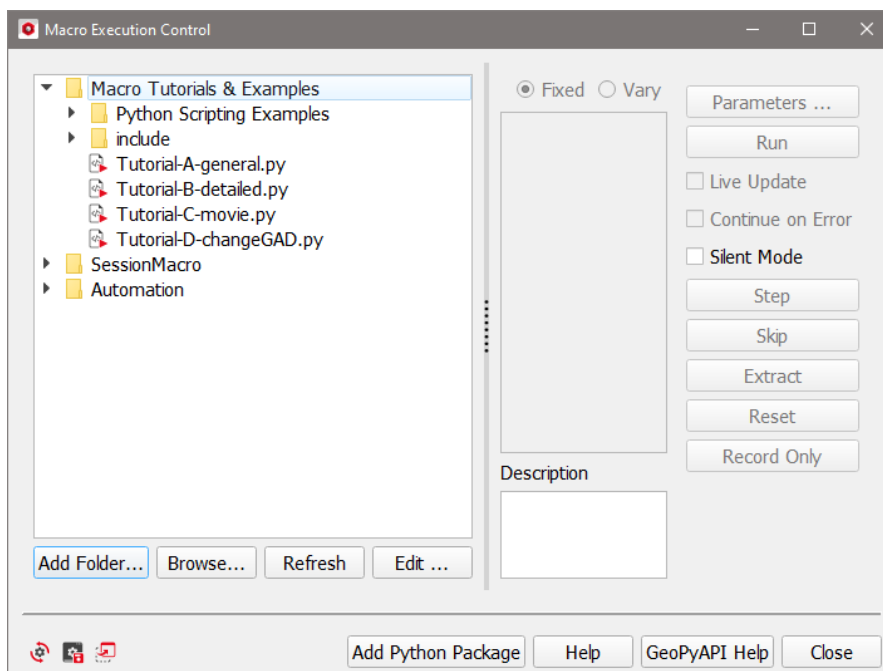 Macro Execution Control
Macro Tutorials & Examples
Python Scripting Examples
include
Tutorial-A-general.py
Tutorial-B-detailed.py
Tutorial-C-movie.py
Tutorial-D-changeGAD.py
SessionMacro
Automation
Add Folder... Browse... Refresh Edit ...
Fixed Vary
Description
Parameters ...
Run
Live Update
Continue on Error
Silent Mode
Step
Skip
Extract
Reset
Record Only
Add Python Package Help GeoPyAPI Help Close